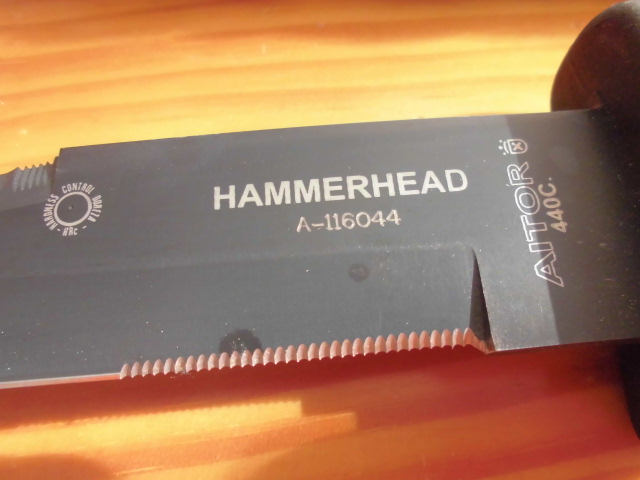 HAMMERHEAD
A-116044
AITOR
440C.
HARDNESS CONTROL
- HRc -